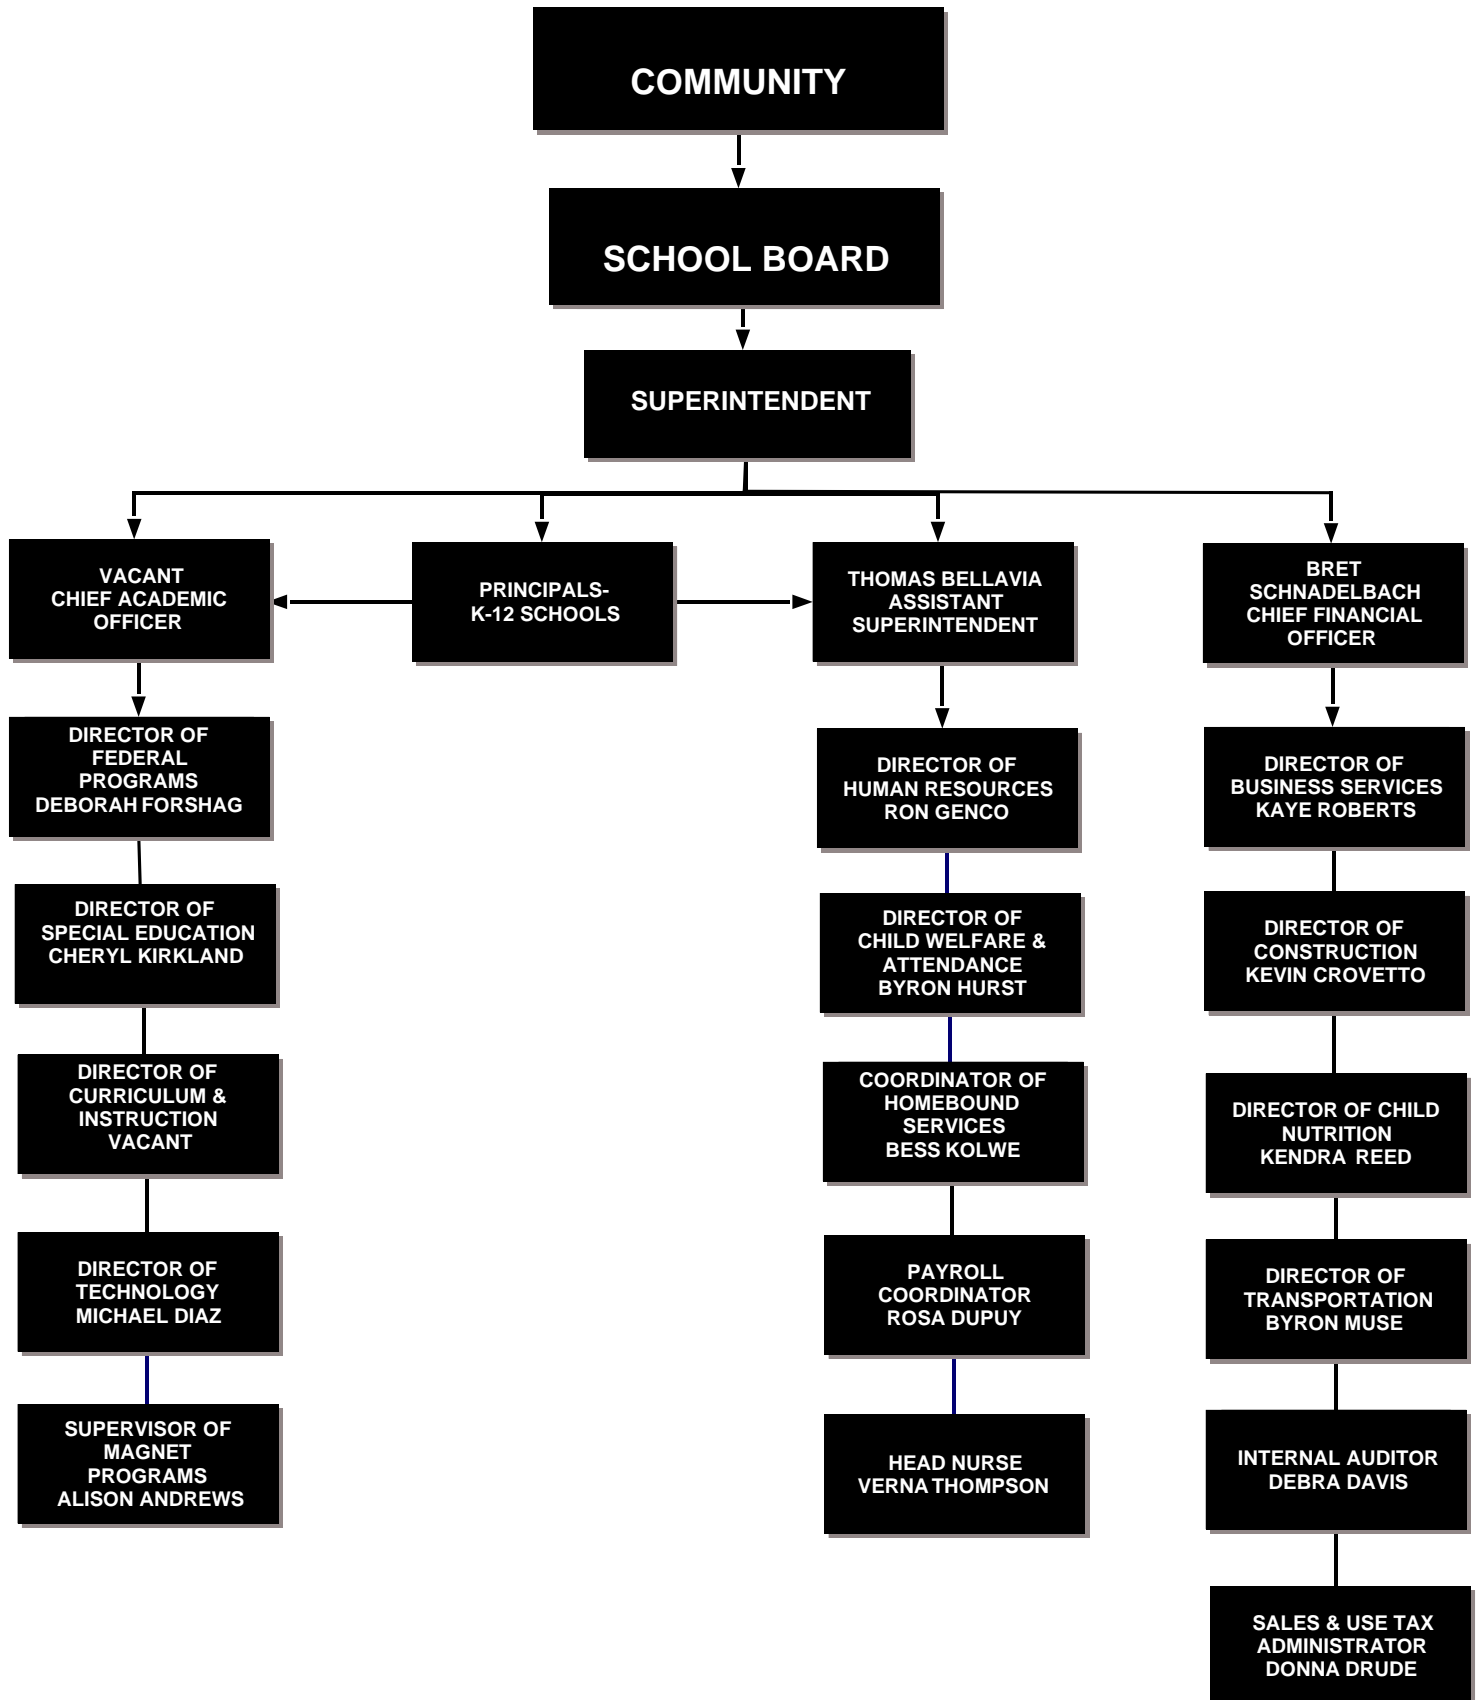 COMMUNITY
SCHOOL BOARD
SUPERINTENDENT
VACANT
CHIEF ACADEMIC
OFFICER
PRINCIPALS-
K-12 SCHOOLS
THOMAS BELLAVIA
ASSISTANT
SUPERINTENDENT
BRET
SCHNADELBACH
CHIEF FINANCIAL
OFFICER
DIRECTOR OF
FEDERAL
PROGRAMS
DEBORAH FORSHAG
DIRECTOR OF
HUMAN RESOURCES
RON GENCO
DIRECTOR OF
BUSINESS SERVICES
KAYE ROBERTS
DIRECTOR OF
SPECIAL EDUCATION
CHERYL KIRKLAND
DIRECTOR OF
CHILD WELFARE &
ATTENDANCE
BYRON HURST
DIRECTOR OF
CONSTRUCTION
KEVIN CROVETTO
DIRECTOR OF
CURRICULUM &
INSTRUCTION
VACANT
COORDINATOR OF
HOMEBOUND
SERVICES
BESS KOLWE
DIRECTOR OF CHILD
NUTRITION
KENDRA REED
DIRECTOR OF
TECHNOLOGY
MICHAEL DIAZ
PAYROLL
COORDINATOR
ROSA DUPUY
DIRECTOR OF
TRANSPORTATION
BYRON MUSE
SUPERVISOR OF
MAGNET
PROGRAMS
ALISON ANDREWS
HEAD NURSE
VERNA THOMPSON
INTERNAL AUDITOR
DEBRA DAVIS
SALES & USE TAX
ADMINISTRATOR
DONNA DRUDE